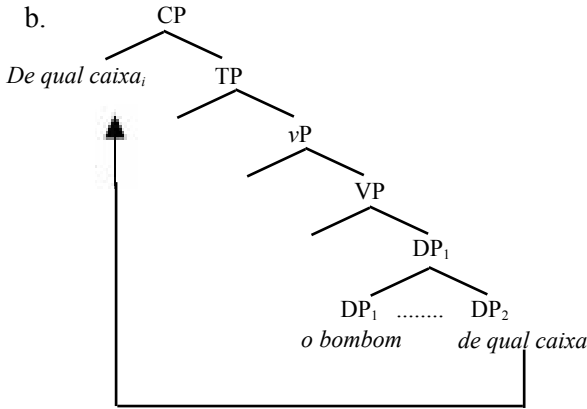 b.
CP
De qual caixaᵢ
TP
vP
VP
DP₁
DP₁ ........ DP₂
o bombom de qual caixa